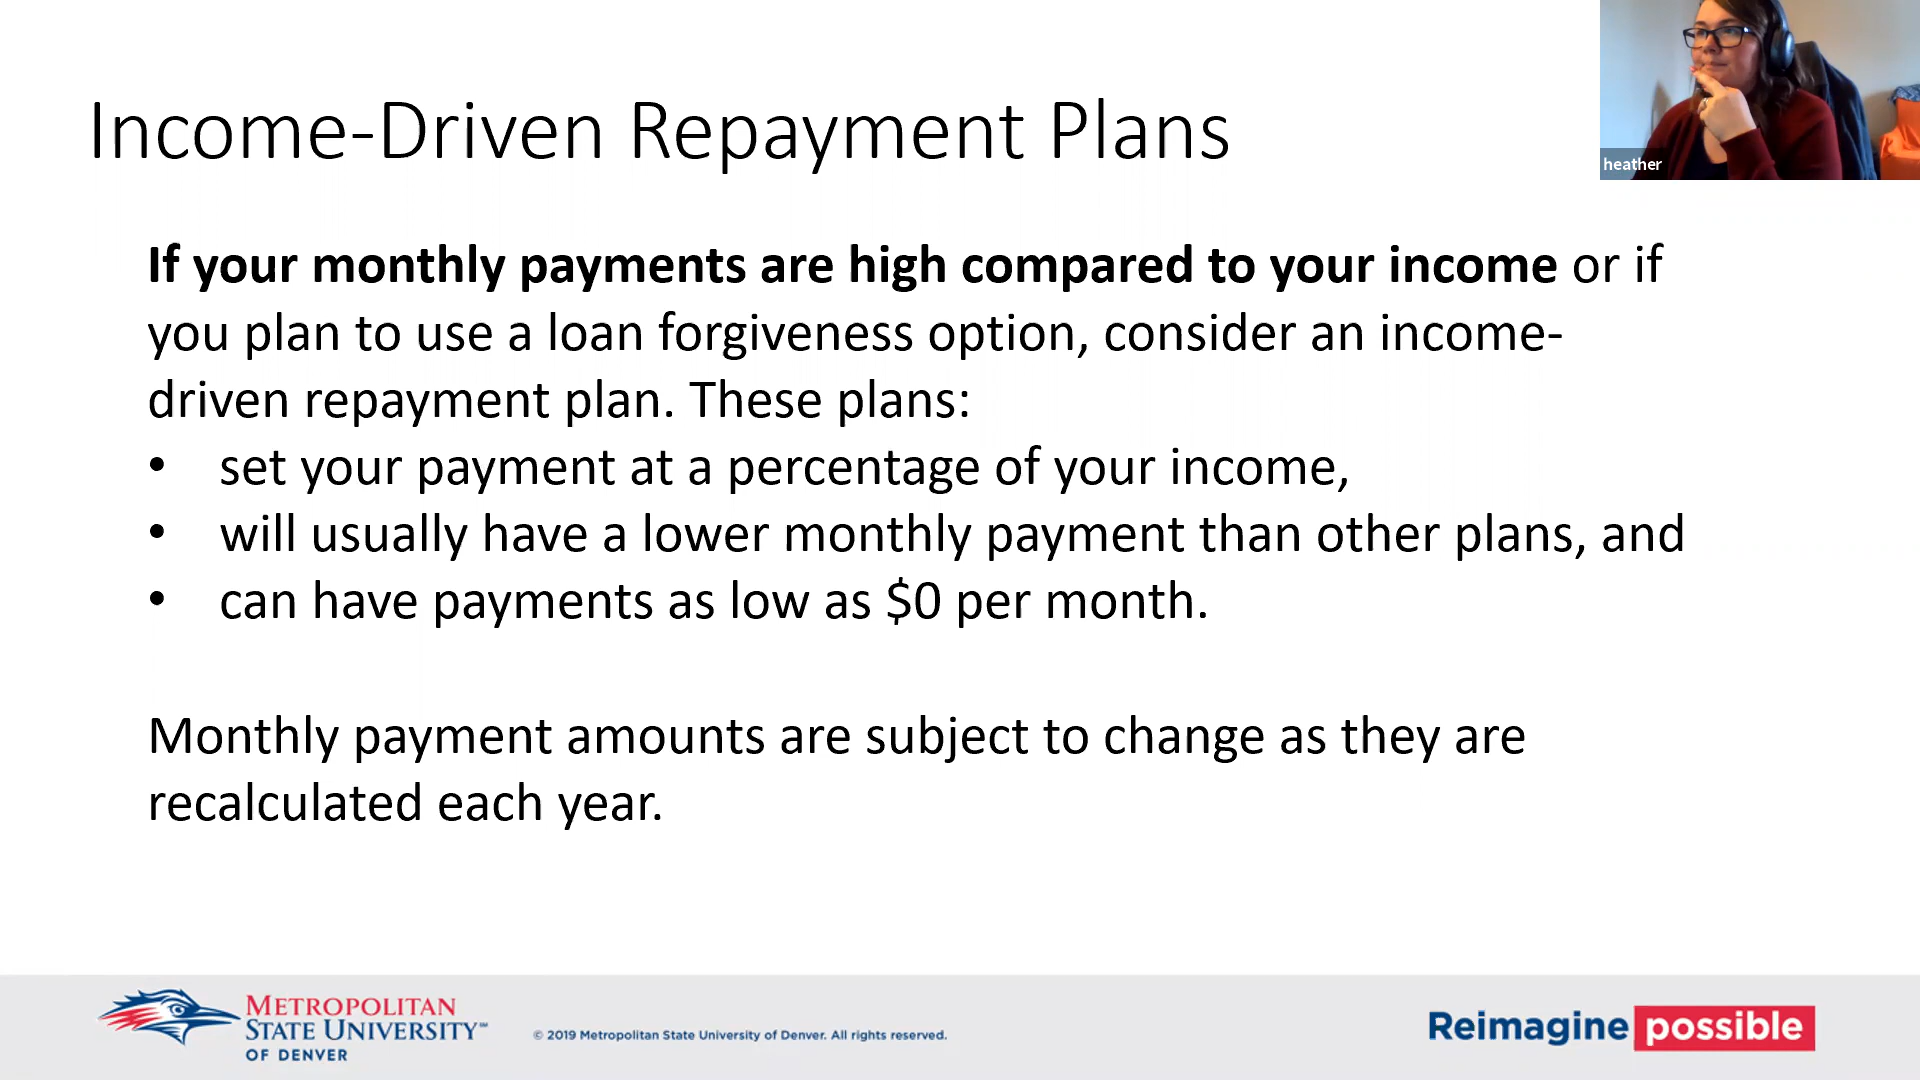 Income-Driven Repayment Plans
heather
If your monthly payments are high compared to your income or if
you plan to use a loan forgiveness option, consider an income-
driven repayment plan. These plans:
• set your payment at a percentage of your income,
• will usually have a lower monthly payment than other plans, and
• can have payments as low as $0 per month.
Monthly payment amounts are subject to change as they are
recalculated each year.
METROPOLITAN
STATE UNIVERSITY℠
OF DENVER
© 2019 Metropolitan State University of Denver. All rights reserved.
Reimagine possible